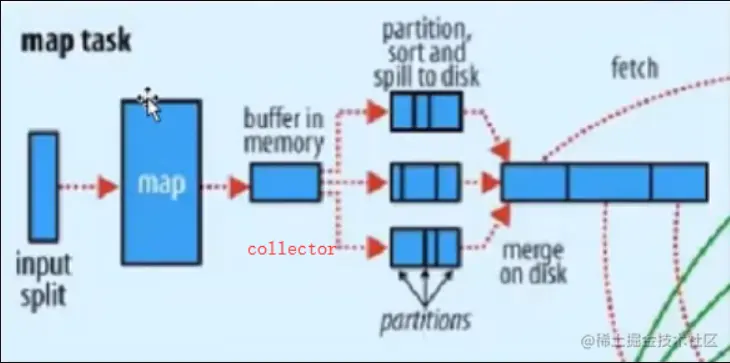 map task
partition,
sort and
spill to disk
fetch
buffer in
memory
map
collector
input
split
merge
on disk
partitions
@稀土掘金技术社区